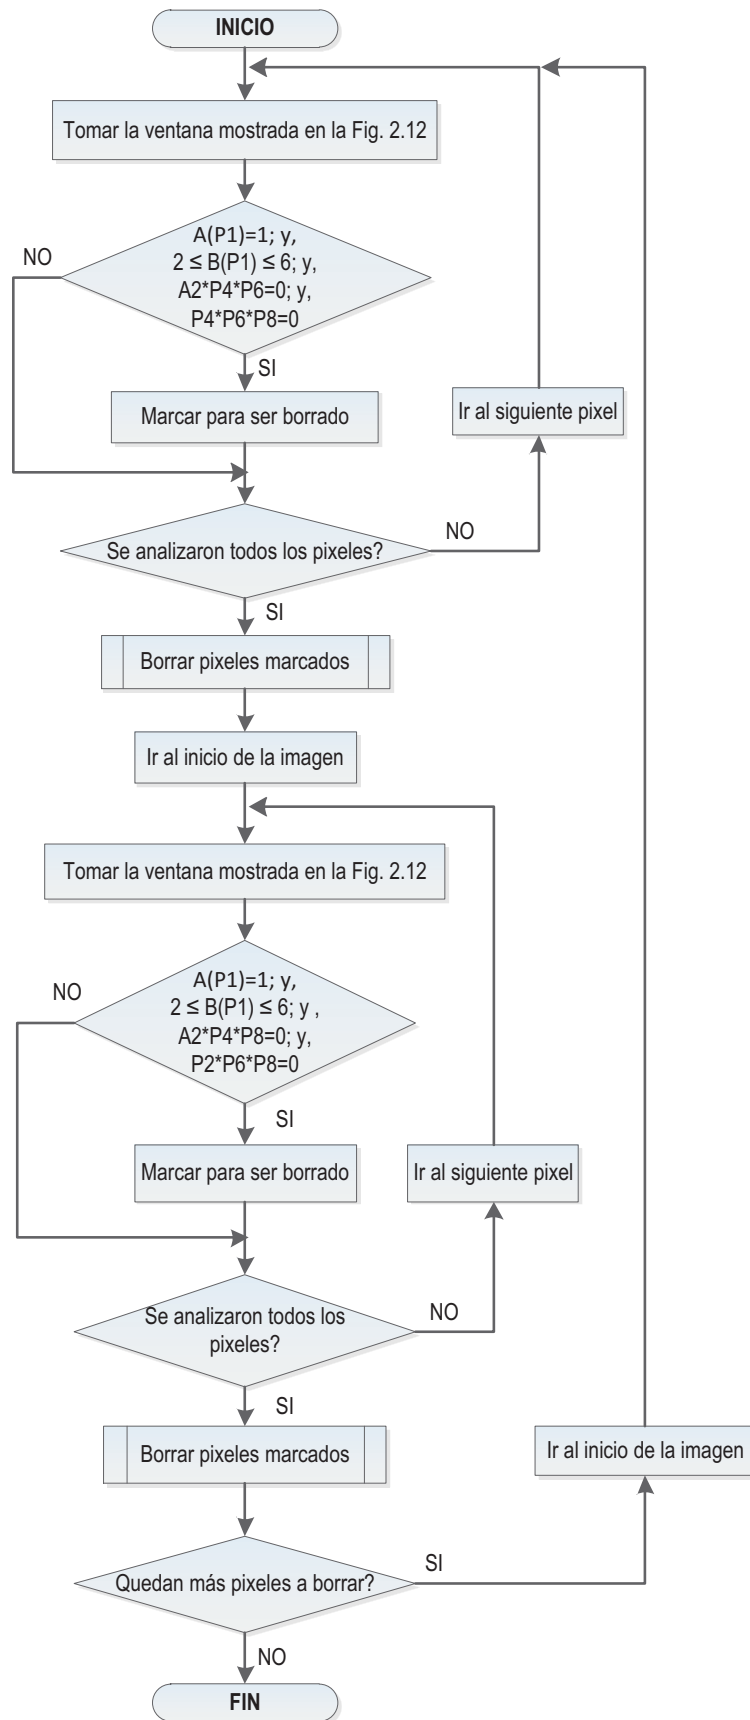 INICIO
Tomar la ventana mostrada en la Fig. 2.12
A(P1)=1; y,
2 ≤ B(P1) ≤ 6; y,
A2*P4*P6=0; y,
P4*P6*P8=0
NO
SI
Marcar para ser borrado
Ir al siguiente pixel
Se analizaron todos los pixeles?
NO
SI
Borrar pixeles marcados
Ir al inicio de la imagen
Tomar la ventana mostrada en la Fig. 2.12
A(P1)=1; y,
2 ≤ B(P1) ≤ 6; y ,
A2*P4*P8=0; y,
P2*P6*P8=0
NO
SI
Marcar para ser borrado
Ir al siguiente pixel
Se analizaron todos los
pixeles?
NO
SI
Borrar pixeles marcados
Ir al inicio de la imagen
Quedan más pixeles a borrar?
SI
NO
FIN